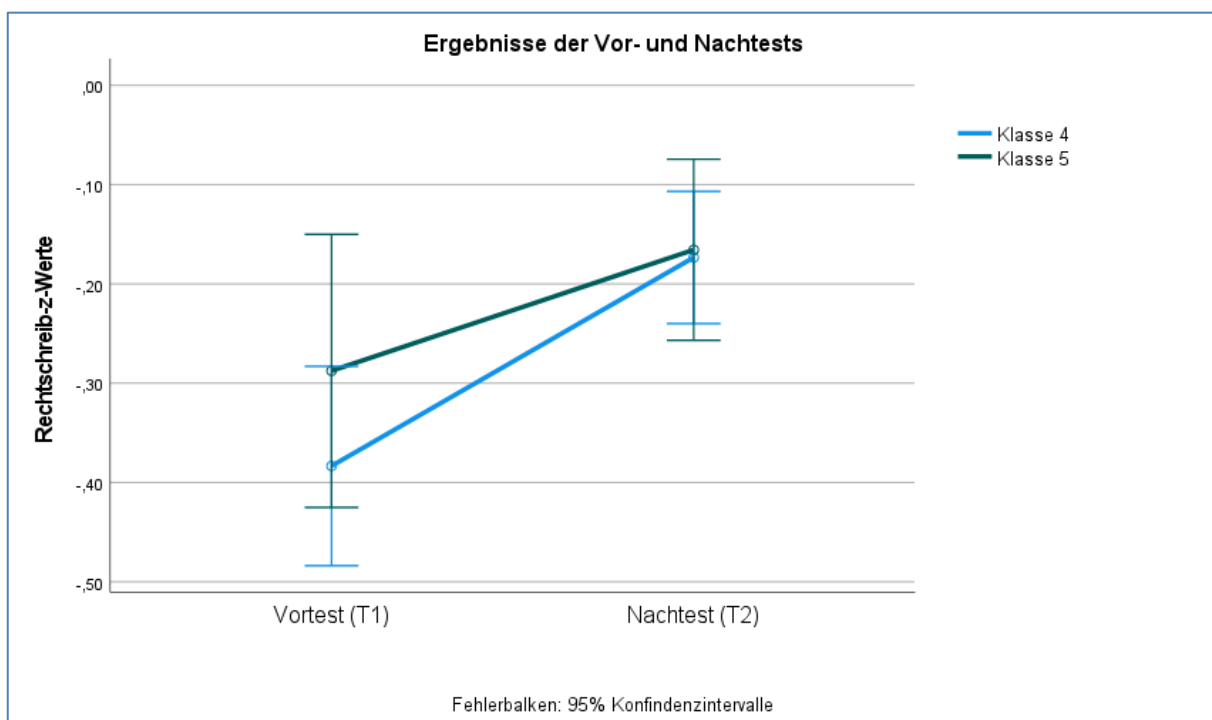 Ergebnisse der Vor- und Nachtests
,00
-,10
-,20
-,30
-,40
-,50
Rechtschreib-z-Werte
Klasse 4
Klasse 5
Vortest (T1)
Nachtest (T2)
Fehlerbalken: 95% Konfindenzintervalle